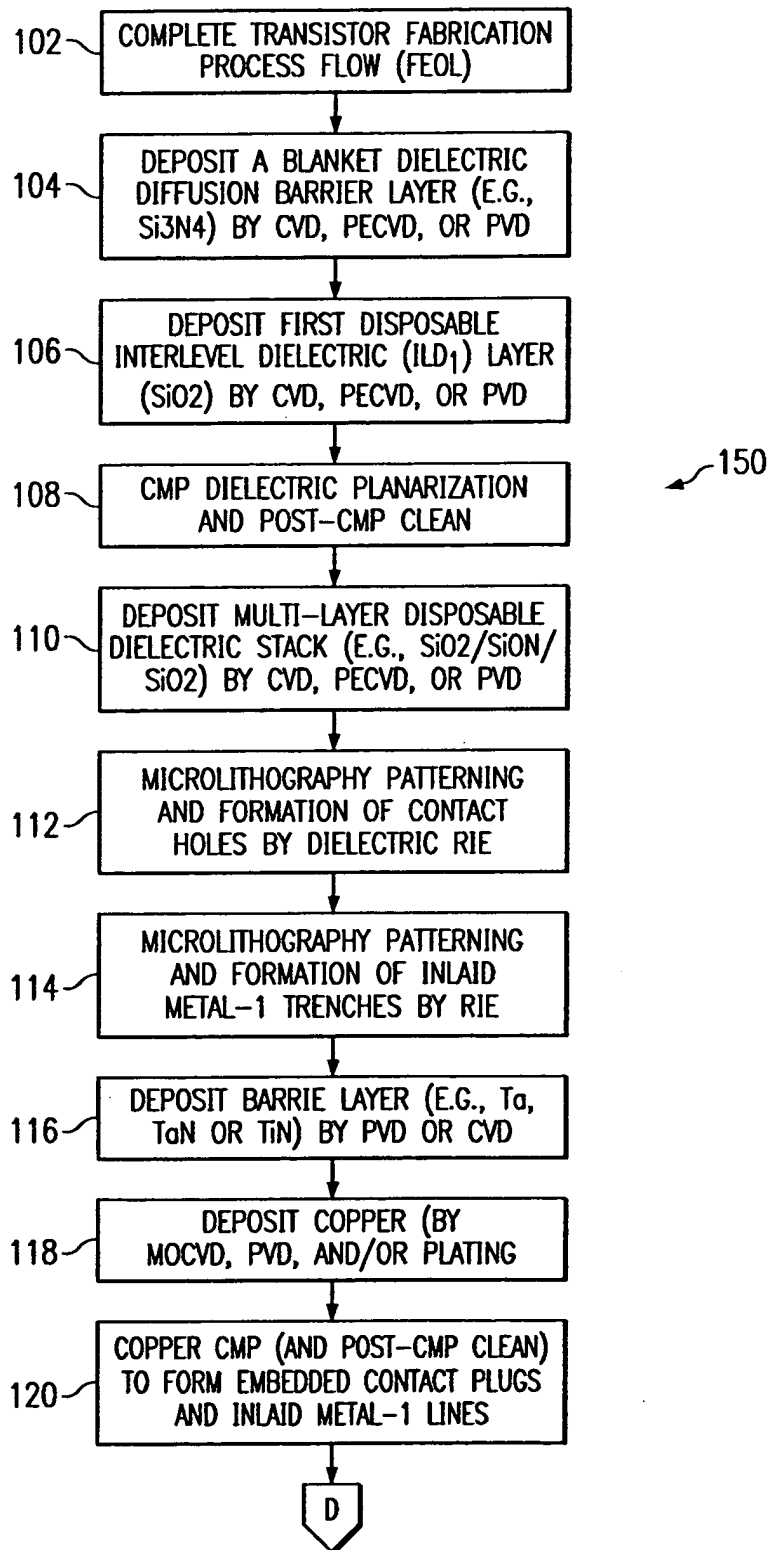 102
COMPLETE TRANSISTOR FABRICATION
PROCESS FLOW (FEOL)
104
DEPOSIT A BLANKET DIELECTRIC
DIFFUSION BARRIER LAYER (E.G.,
Si3N4) BY CVD, PECVD, OR PVD
106
DEPOSIT FIRST DISPOSABLE
INTERLEVEL DIELECTRIC (ILD1) LAYER
(SiO2) BY CVD, PECVD, OR PVD
108
CMP DIELECTRIC PLANARIZATION
AND POST-CMP CLEAN
150
110
DEPOSIT MULTI-LAYER DISPOSABLE
DIELECTRIC STACK (E.G., SiO2/SiON/
SiO2) BY CVD, PECVD, OR PVD
112
MICROLITHOGRAPHY PATTERNING
AND FORMATION OF CONTACT
HOLES BY DIELECTRIC RIE
114
MICROLITHOGRAPHY PATTERNING
AND FORMATION OF INLAID
METAL-1 TRENCHES BY RIE
116
DEPOSIT BARRIE LAYER (E.G., Ta,
TaN OR TiN) BY PVD OR CVD
118
DEPOSIT COPPER (BY
MOCVD, PVD, AND/OR PLATING
120
COPPER CMP (AND POST-CMP CLEAN)
TO FORM EMBEDDED CONTACT PLUGS
AND INLAID METAL-1 LINES
D